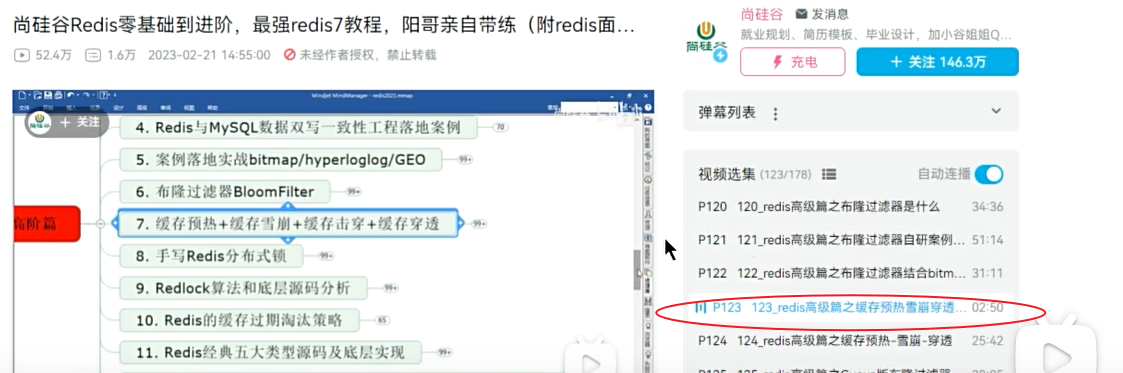 尚硅谷Redis零基础到进阶，最强redis7教程，阳哥亲自带练（附redis面...
52.4万 1.6万 2023-02-21 14:55:00 未经作者授权，禁止转载
尚硅谷 发消息
就业规划、简历模板、毕业设计，加小谷姐姐Q...
充电 + 关注 146.3万
Mindjet MindManager - redis2023.mmap
尚硅谷 + 关注
4. Redis与MySQL数据双写一致性工程落地案例 70
5. 案例落地实战bitmap/hyperloglog/GEO 99+
6. 布隆过滤器BloomFilter 99+
高阶篇
7. 缓存预热+缓存雪崩+缓存击穿+缓存穿透 99+
8. 手写Redis分布式锁 99+
9. Redlock算法和底层源码分析 99+
10. Redis的缓存过期淘汰策略 65
11. Redis经典五大类型源码及底层实现 99+
弹幕列表
视频选集 (123/178) 自动连播
P120 120_redis高级篇之布隆过滤器是什么 34:36
P121 121_redis高级篇之布隆过滤器自研案例... 51:14
P122 122_redis高级篇之布隆过滤器结合bitm... 31:11
P123 123_redis高级篇之缓存预热雪崩穿透... 02:50
P124 124_redis高级篇之缓存预热-雪崩-穿透 25:42